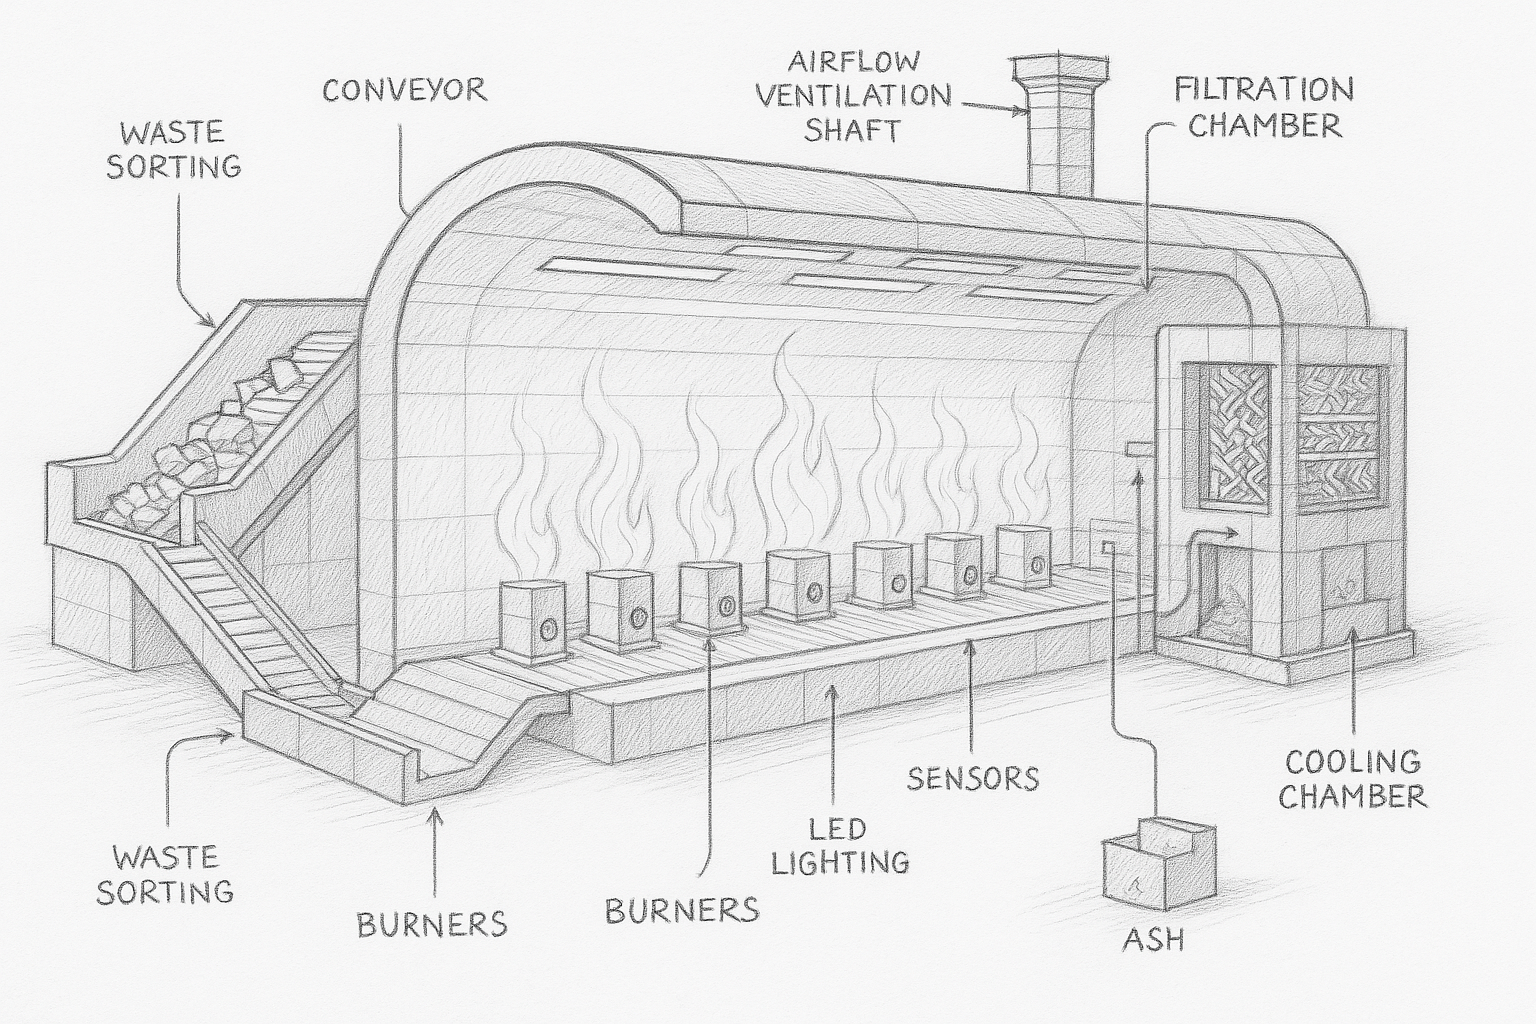 CONVEYOR
AIRFLOW
VENTILATION
SHAFT
FILTRATION
CHAMBER
WASTE
SORTING
SENSORS
COOLING
CHAMBER
LED
LIGHTING
WASTE
SORTING
BURNERS
BURNERS
ASH